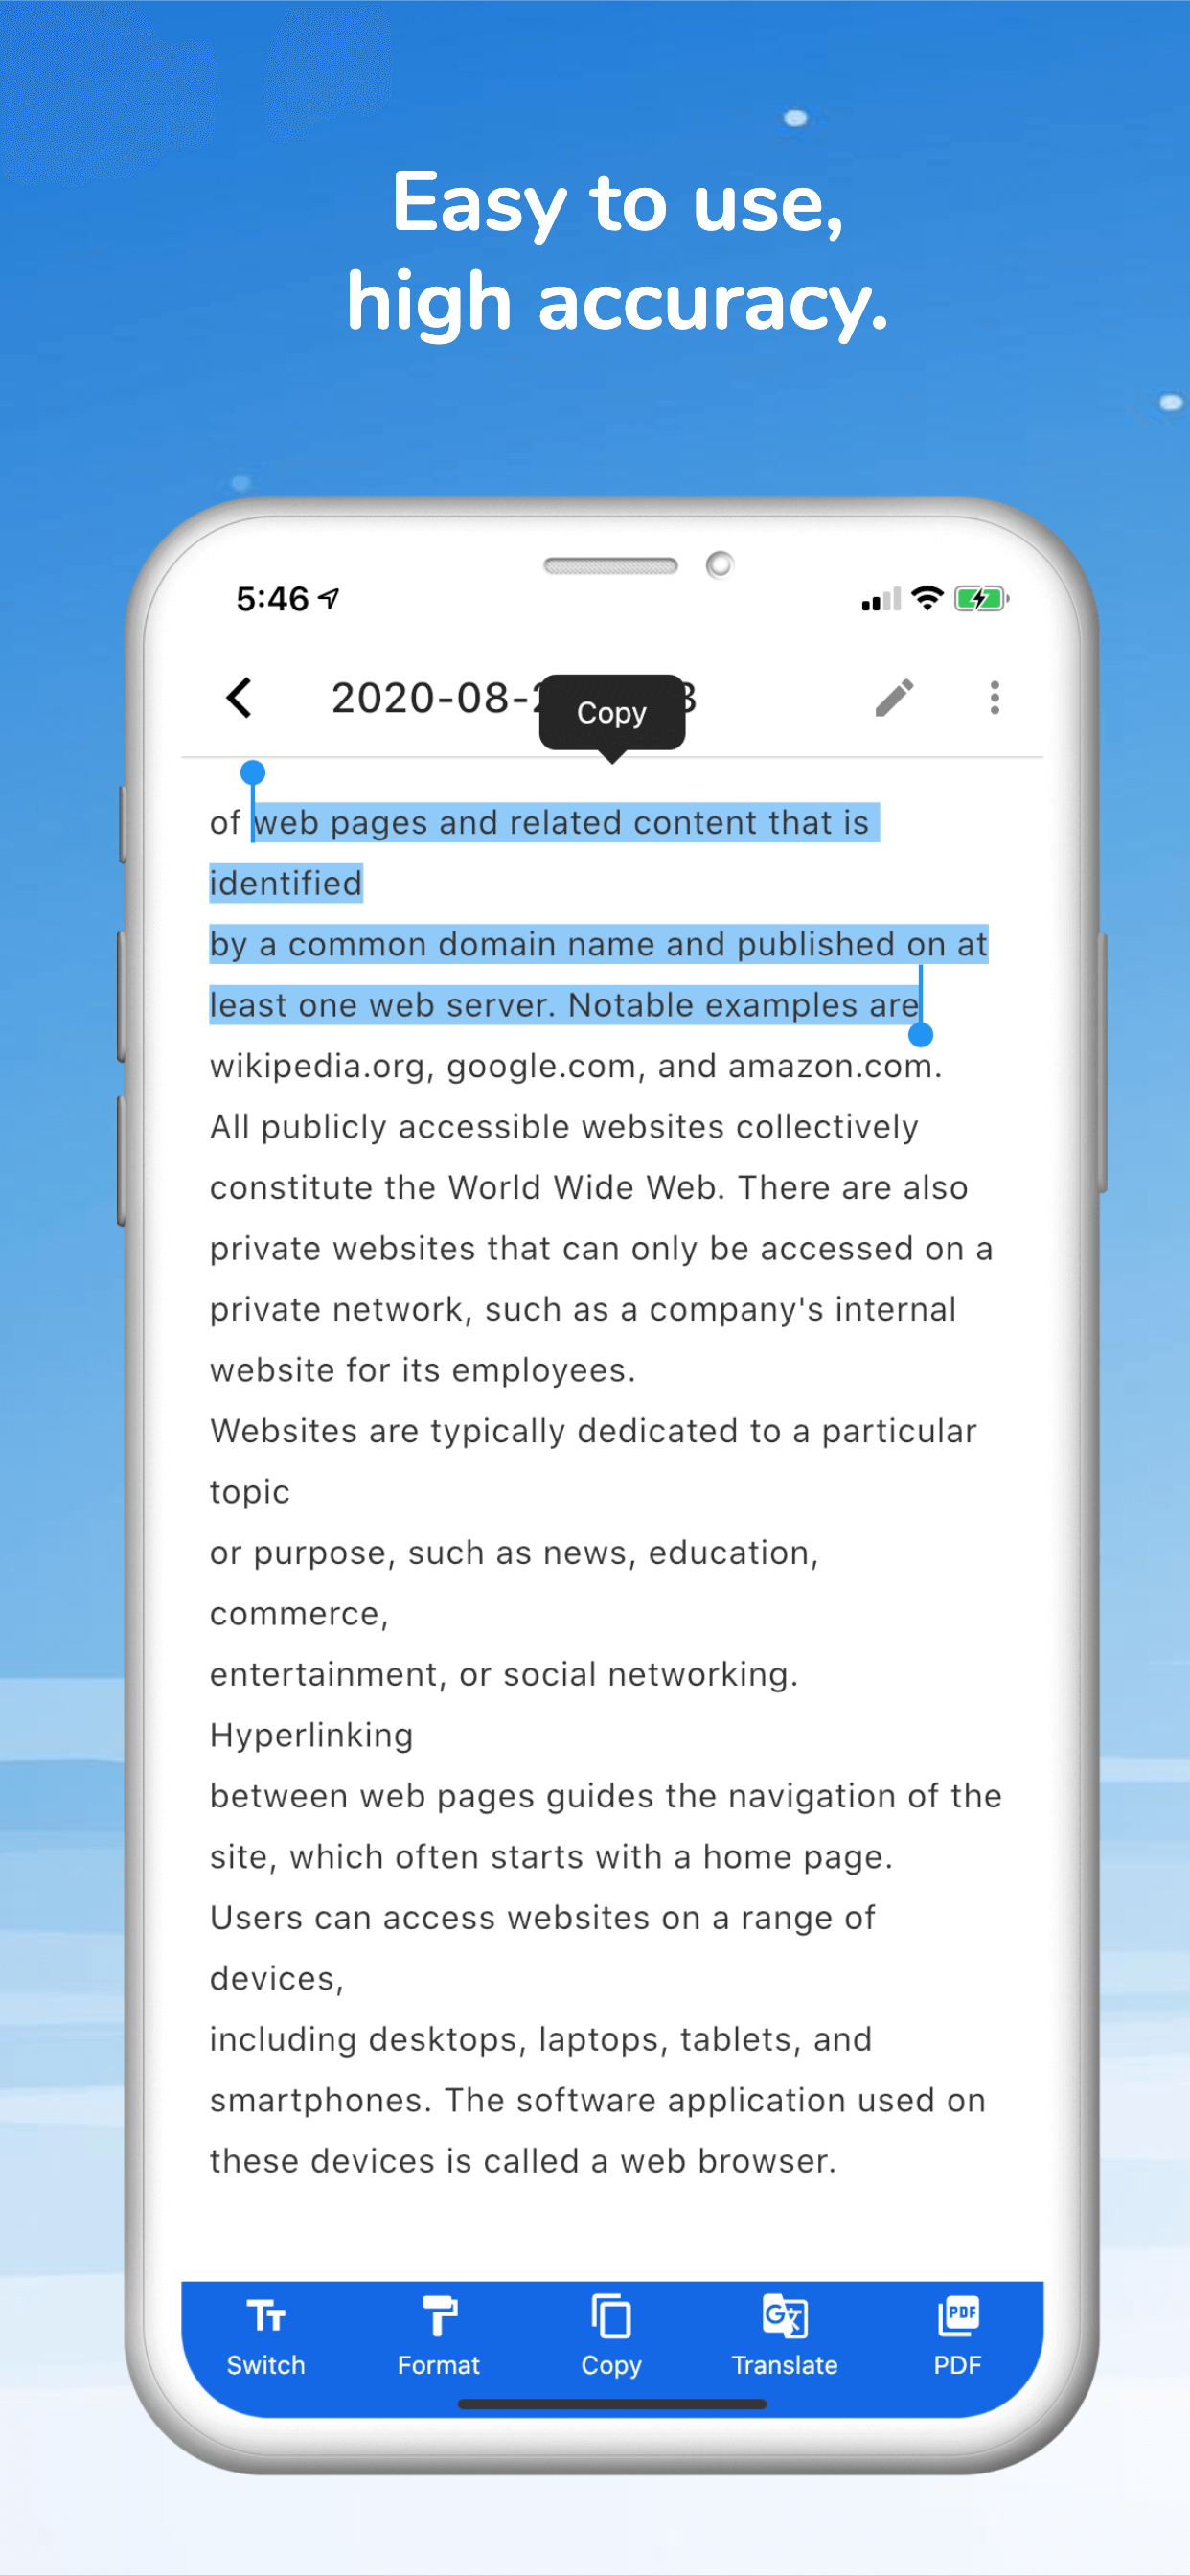 Easy to use,
high accuracy.
5:46
2020-08-
Copy
of web pages and related content that is
identified
by a common domain name and published on at
least one web server. Notable examples are
wikipedia.org, google.com, and amazon.com.
All publicly accessible websites collectively
constitute the World Wide Web. There are also
private websites that can only be accessed on a
private network, such as a company's internal
website for its employees.
Websites are typically dedicated to a particular
topic
or purpose, such as news, education,
commerce,
entertainment, or social networking.
Hyperlinking
between web pages guides the navigation of the
site, which often starts with a home page.
Users can access websites on a range of
devices,
including desktops, laptops, tablets, and
smartphones. The software application used on
these devices is called a web browser.
Switch Format Copy Translate PDF